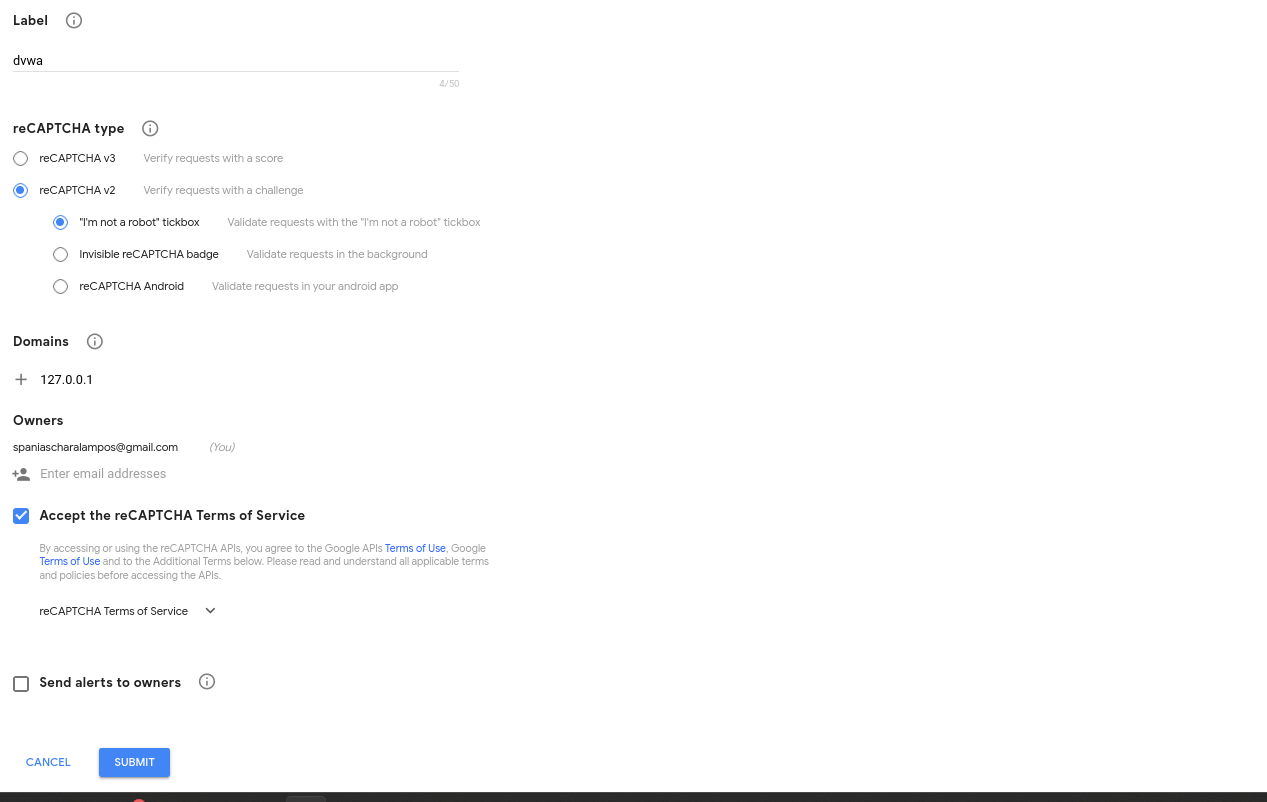 Label
dvwa
4/50
reCAPTCHA type
reCAPTCHA v3 Verify requests with a score
reCAPTCHA v2 Verify requests with a challenge
"I'm not a robot" tickbox Validate requests with the "I'm not a robot" tickbox
Invisible reCAPTCHA badge Validate requests in the background
reCAPTCHA Android Validate requests in your android app
Domains
127.0.0.1
Owners
spaniascharalampos@gmail.com (You)
Enter email addresses
Accept the reCAPTCHA Terms of Service
By accessing or using the reCAPTCHA APIs, you agree to the Google APIs Terms of Use, Google
Terms of Use and to the Additional Terms below. Please read and understand all applicable terms
and policies before accessing the APIs.
reCAPTCHA Terms of Service
Send alerts to owners
CANCEL SUBMIT